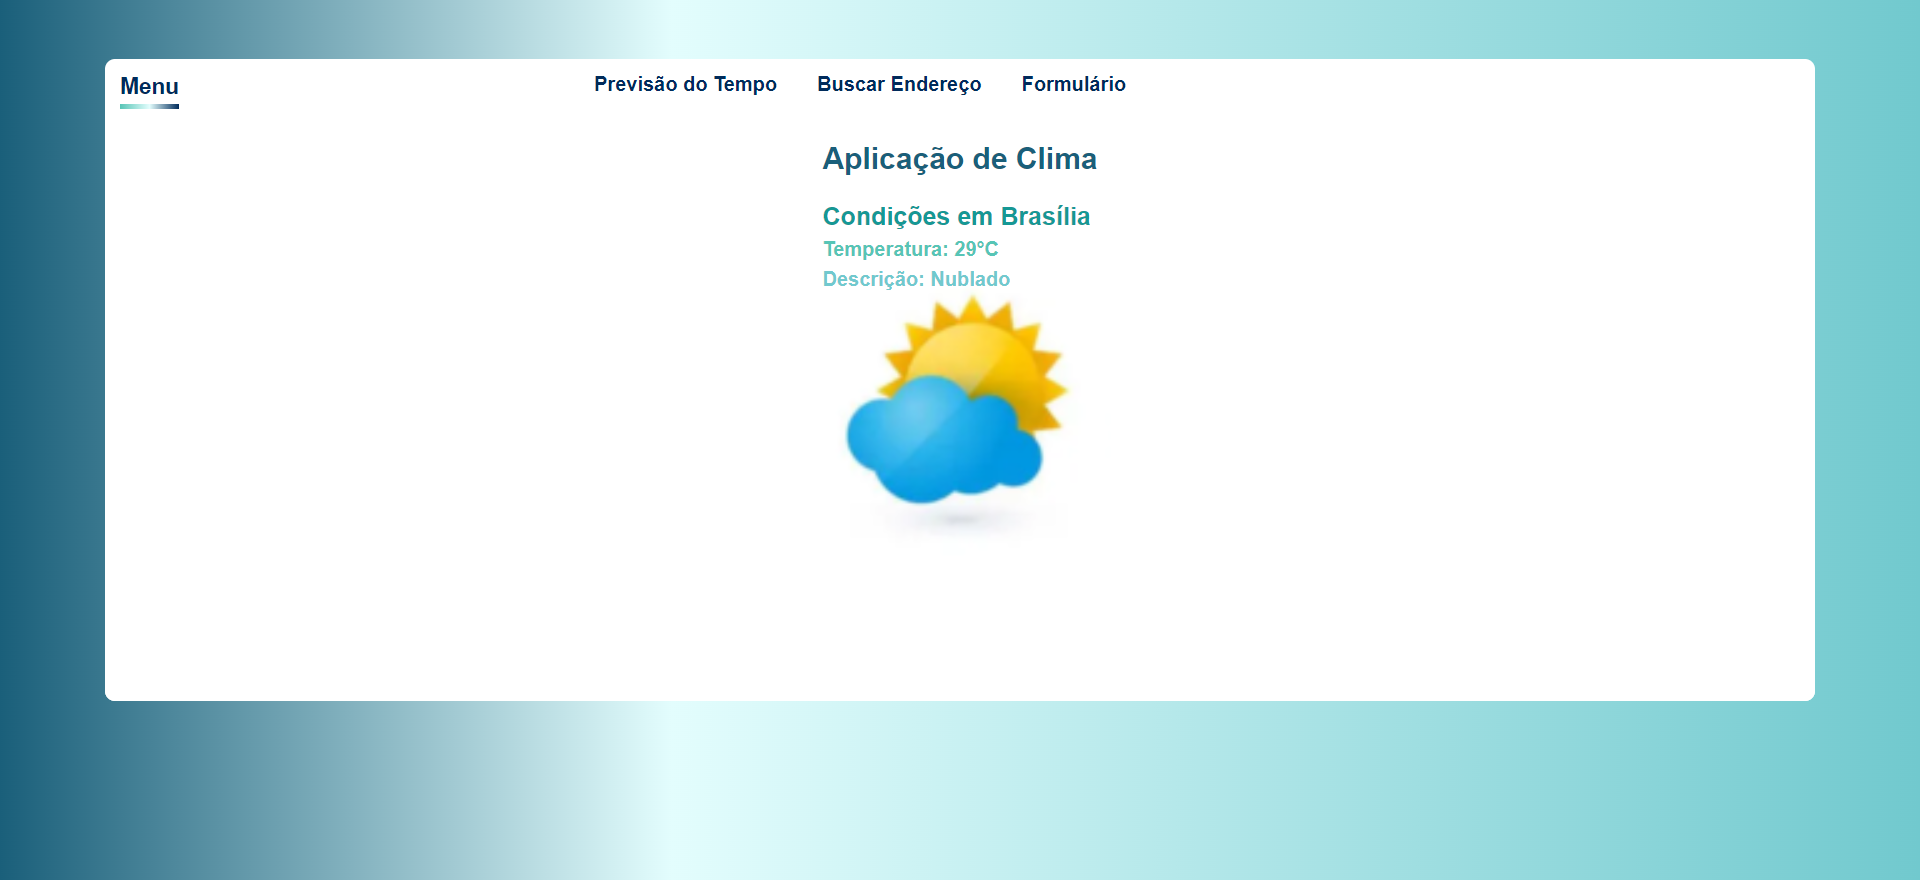 Menu
Previsão do Tempo Buscar Endereço Formulário
Aplicação de Clima
Condições em Brasília
Temperatura: 29°C
Descrição: Nublado